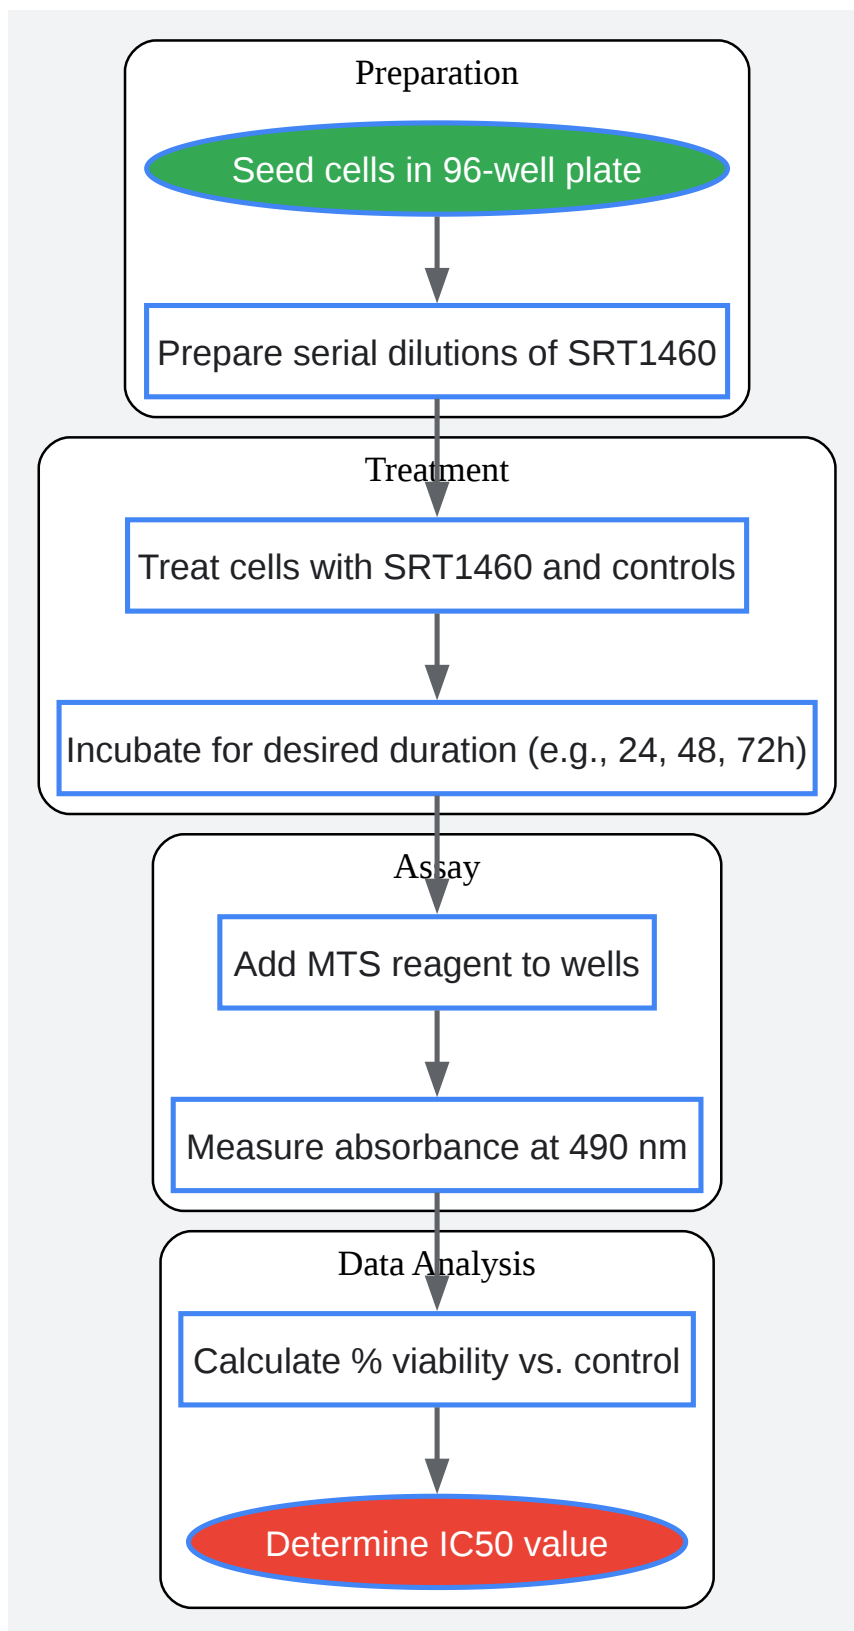 Preparation
Seed cells in 96-well plate
Prepare serial dilutions of SRT1460
Treatment
Treat cells with SRT1460 and controls
Incubate for desired duration (e.g., 24, 48, 72h)
Assay
Add MTS reagent to wells
Measure absorbance at 490 nm
Data Analysis
Calculate % viability vs. control
Determine IC50 value